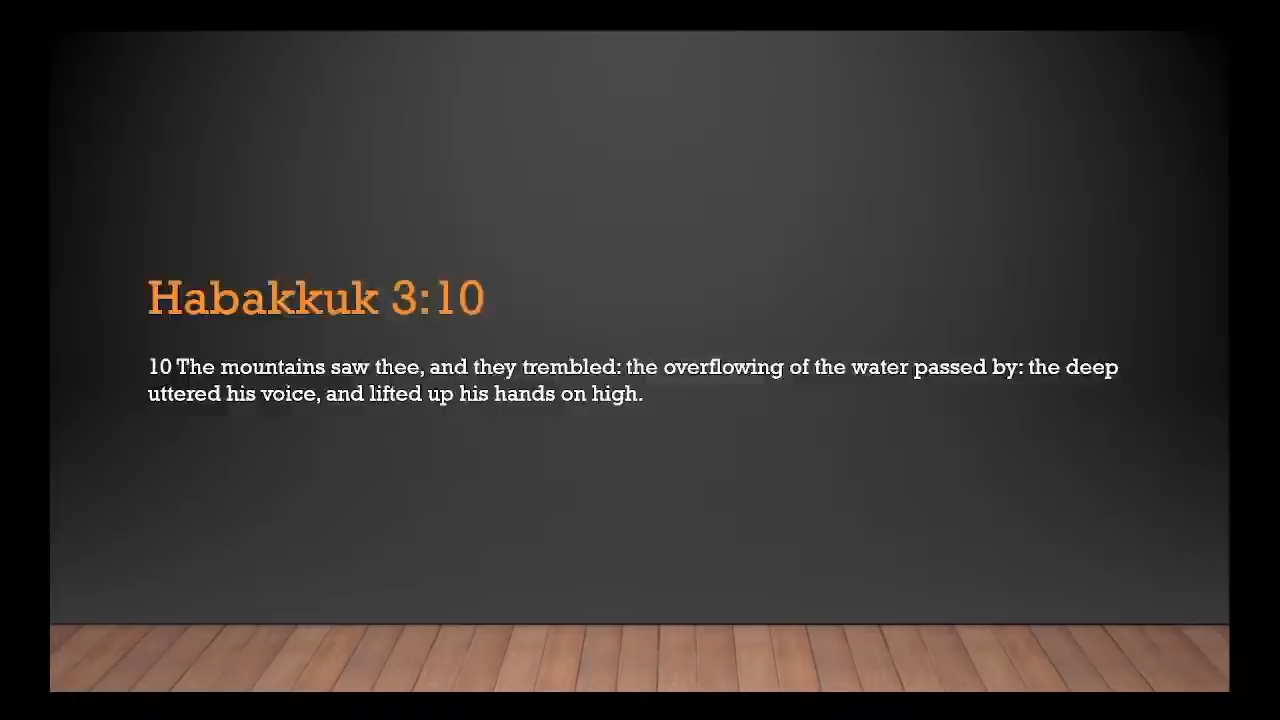 Habakkuk 3:10
10 The mountains saw thee, and they trembled: the overflowing of the water passed by: the deep
uttered his voice, and lifted up his hands on high.